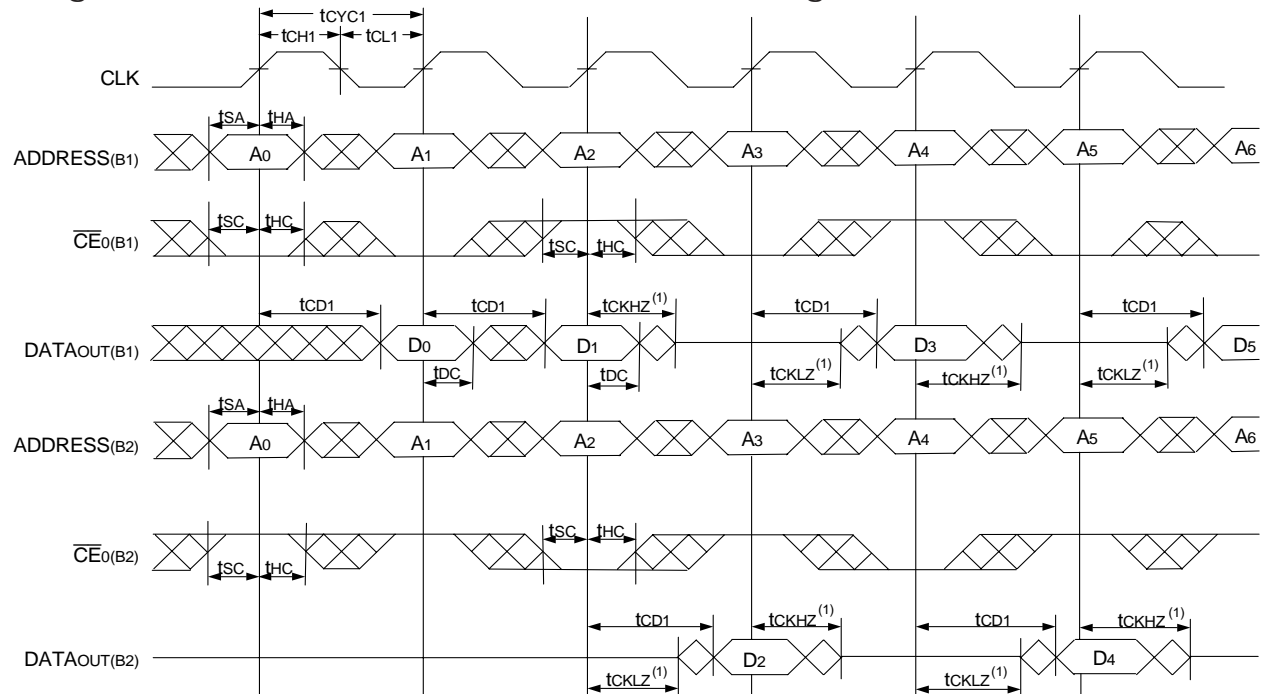 tCYC1
tCH1 tCL1
CLK
tSA tHA
ADDRESS(B1) A0 A1 A2 A3 A4 A5 A6
tSC tHC
CE0(B1) tSC tHC
tCD1 tCD1 tCKHZ(1) tCD1 tCD1
DATAOUT(B1) D0 D1 D3 D5
tDC tDC tCKLZ(1) tCKHZ(1) tCKLZ(1)
tSA tHA
ADDRESS(B2) A0 A1 A2 A3 A4 A5 A6
tSC tHC
CE0(B2)
tSC tHC
tCD1 tCKHZ(1) tCD1 tCKHZ(1)
DATAOUT(B2) D2 D4
tCKLZ(1) tCKLZ(1)